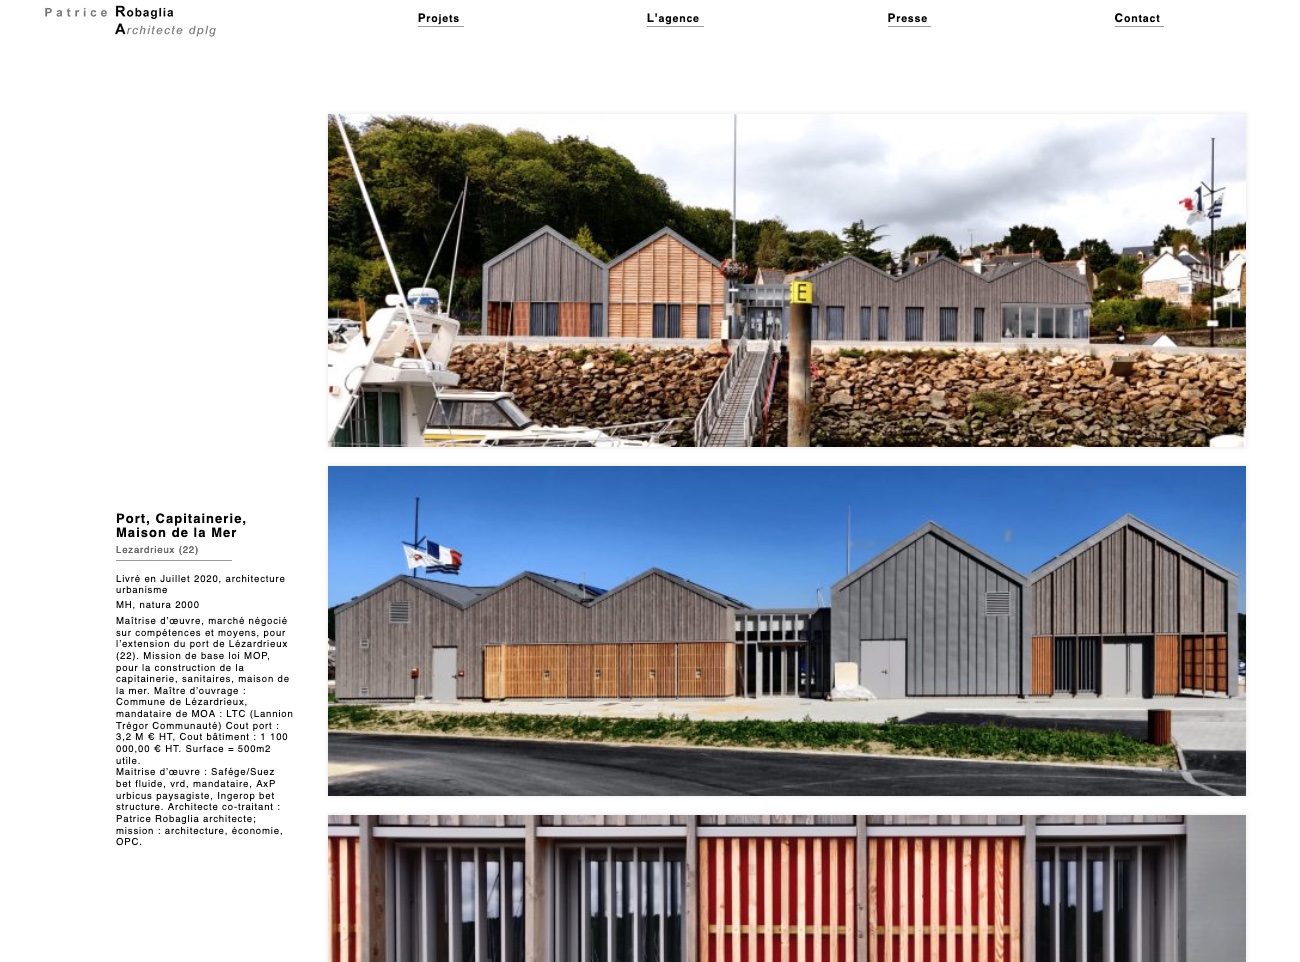 Patrice Robaglia
Architecte dplg
Projets
L'agence
Presse
Contact
E
Port, Capitainerie,
Maison de la Mer
Lezardrieux (22)
Livré en Juillet 2020, architecture
urbanisme
MH, natura 2000
Maîtrise d'œuvre, marché négocié
sur compétences et moyens, pour
l'extension du port de Lézardrieux
(22). Mission de base loi MOP,
pour la construction de la
capitainerie, sanitaires, maison de
la mer. Maître d'ouvrage :
Commune de Lézardrieux,
mandataire de MOA : LTC (Lannion
Trégor Communauté) Cout port :
3,2 M € HT, Cout bâtiment : 1 100
000,00 € HT. Surface = 500m2
utile.
Maitrise d'œuvre : Saféğe/Suez
bet fluide, vrd, mandataire, AxP
urbicus paysagiste, Ingerop bet
structure. Architecte co-traitant :
Patrice Robaglia architecte;
mission : architecture, économie,
OPC.